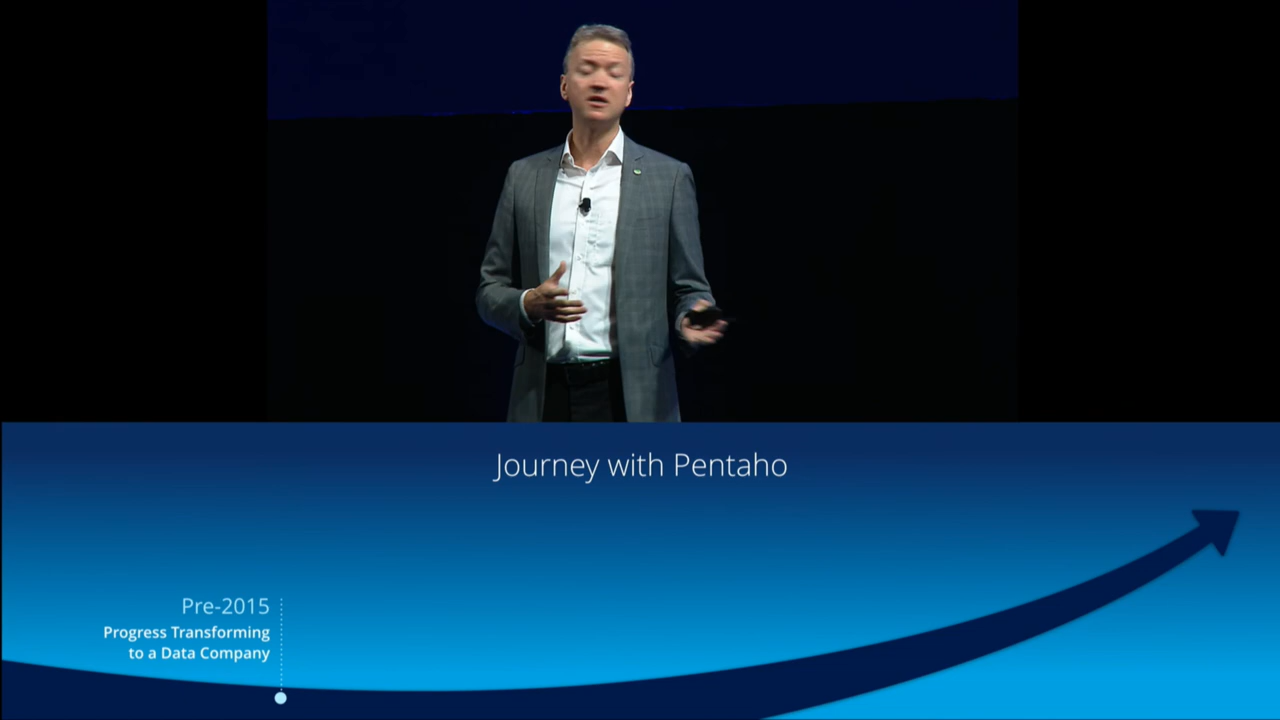 Journey with Pentaho
Pre-2015
Progress Transforming
to a Data Company